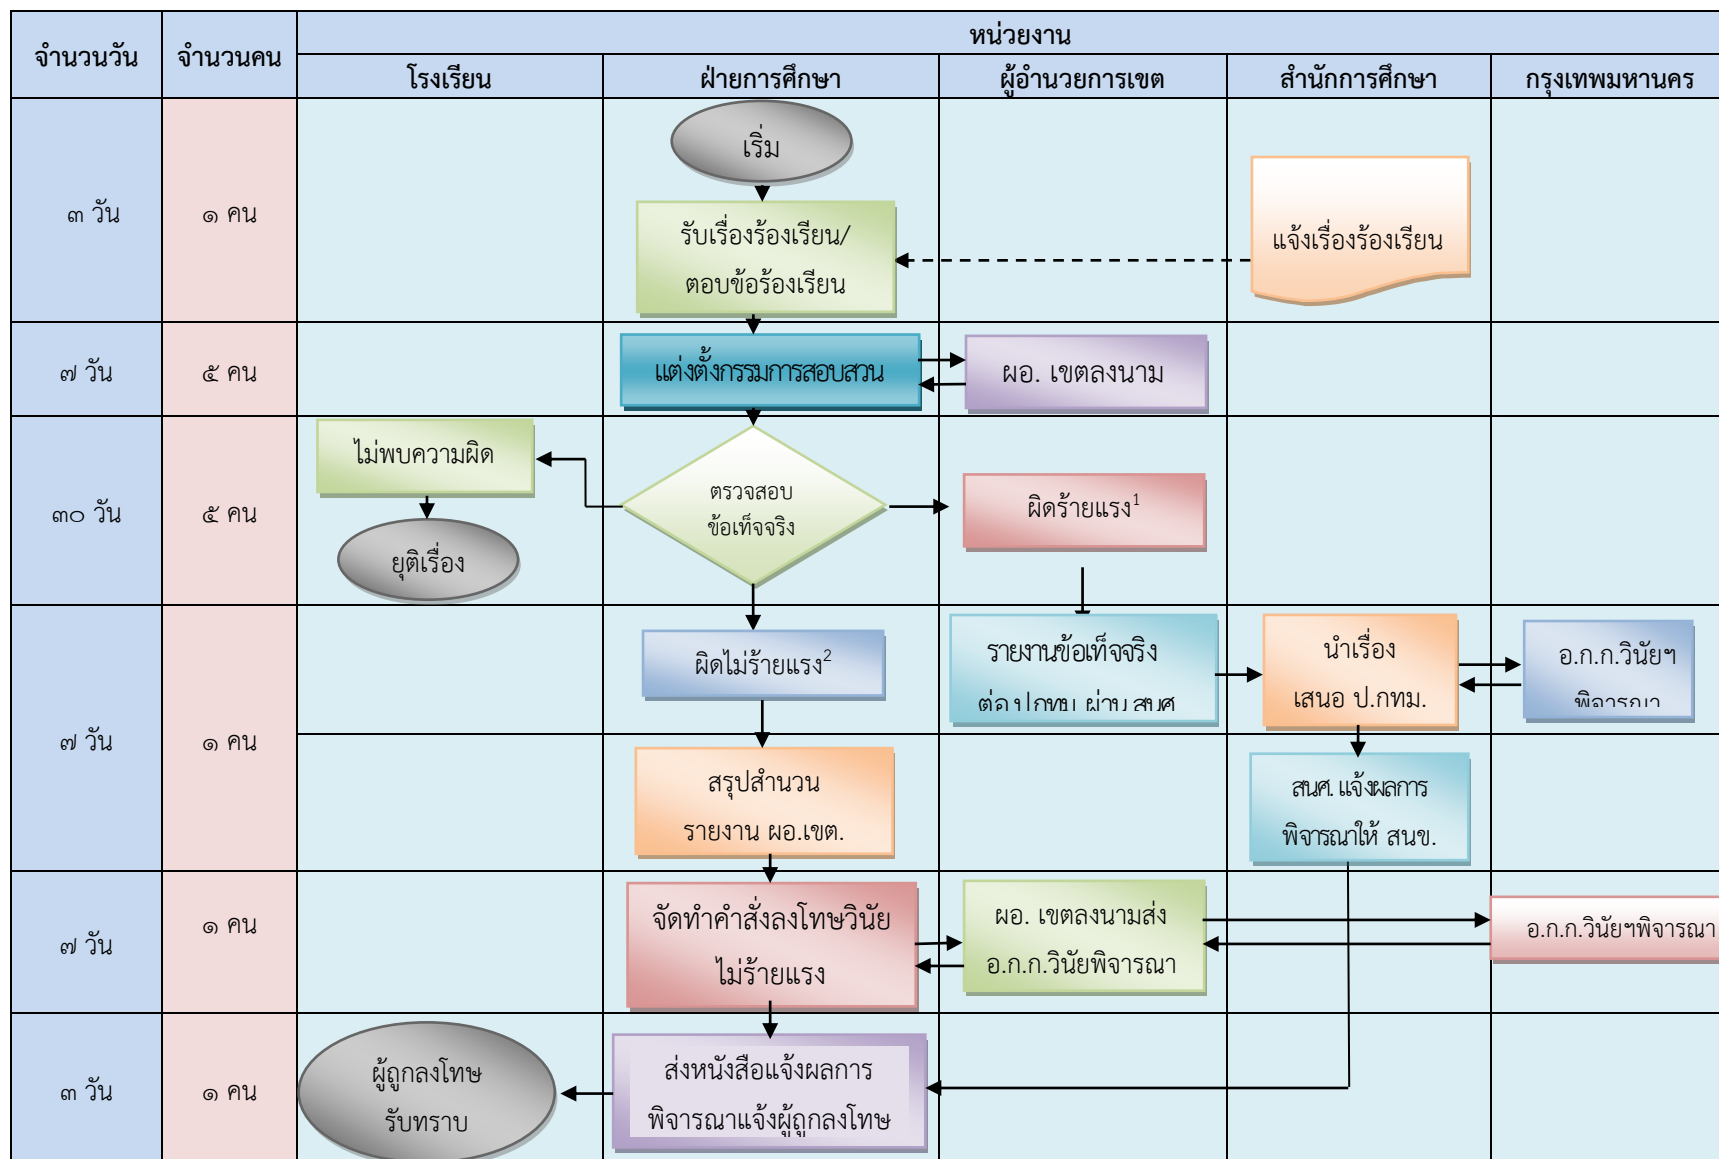 จำนวนวัน
จำนวนคน
หน่วยงาน
โรงเรียน
ฝ่ายการศึกษา
ผู้อำนวยการเขต
สำนักการศึกษา
กรุงเทพมหานคร
๓ วัน
๑ คน
เริ่ม
รับเรื่องร้องเรียน/
ตอบข้อร้องเรียน
แจ้งเรื่องร้องเรียน
๗ วัน
๕ คน
แต่งตั้งกรรมการสอบสวน
ผอ. เขตลงนาม
๓๐ วัน
๕ คน
ไม่พบความผิด
ยุติเรื่อง
ตรวจสอบ
ข้อเท็จจริง
ผิดร้ายแรง¹
๗ วัน
๑ คน
ผิดไม่ร้ายแรง²
รายงานข้อเท็จจริง
ต่อ ป.กทม. ผ่าน สนศ
นำเรื่อง
เสนอ ป.กทม.
อ.ก.ก.วินัยฯ
พิจารณา
สรุปสำนวน
รายงาน ผอ.เขต.
สนศ. แจ้งผลการ
พิจารณาให้ สนข.
๗ วัน
๑ คน
จัดทำคำสั่งลงโทษวินัย
ไม่ร้ายแรง
ผอ. เขตลงนามส่ง
อ.ก.ก.วินัยพิจารณา
อ.ก.ก.วินัยฯพิจารณา
๓ วัน
๑ คน
ผู้ถูกลงโทษ
รับทราบ
ส่งหนังสือแจ้งผลการ
พิจารณาแจ้งผู้ถูกลงโทษ